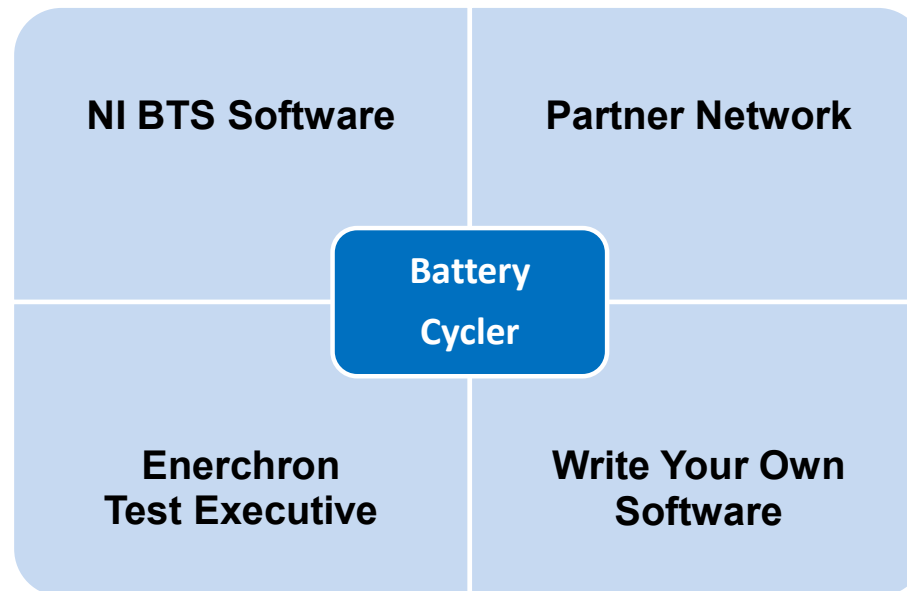 NI BTS Software
Partner Network
Battery
Cycler
Enerchron
Test Executive
Write Your Own
Software